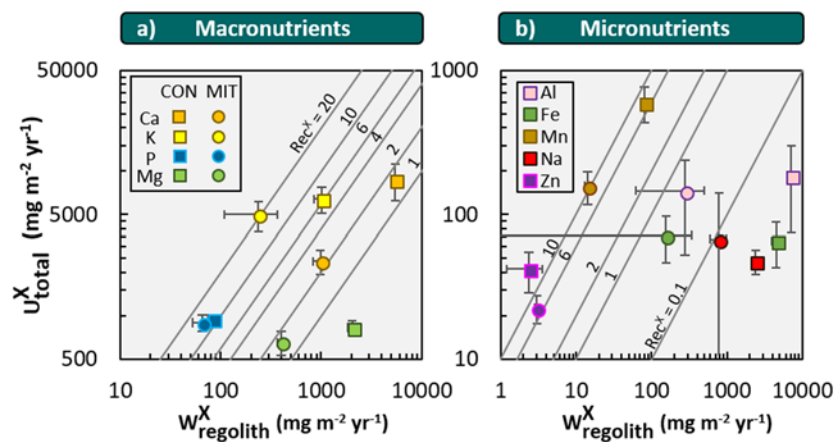 a) Macronutrients
50000
5000
500
U^X_total (mg m⁻² yr⁻¹)
CON MIT
Ca
K
P
Mg
Rec^X = 20
10
6
4
2
1
10 100 1000 10000
W^X_regolith (mg m⁻² yr⁻¹)
b) Micronutrients
1000
100
10
Al
Fe
Mn
Na
Zn
10
6
2
1
Rec^X = 0.1
1 10 100 1000 10000
W^X_regolith (mg m⁻² yr⁻¹)